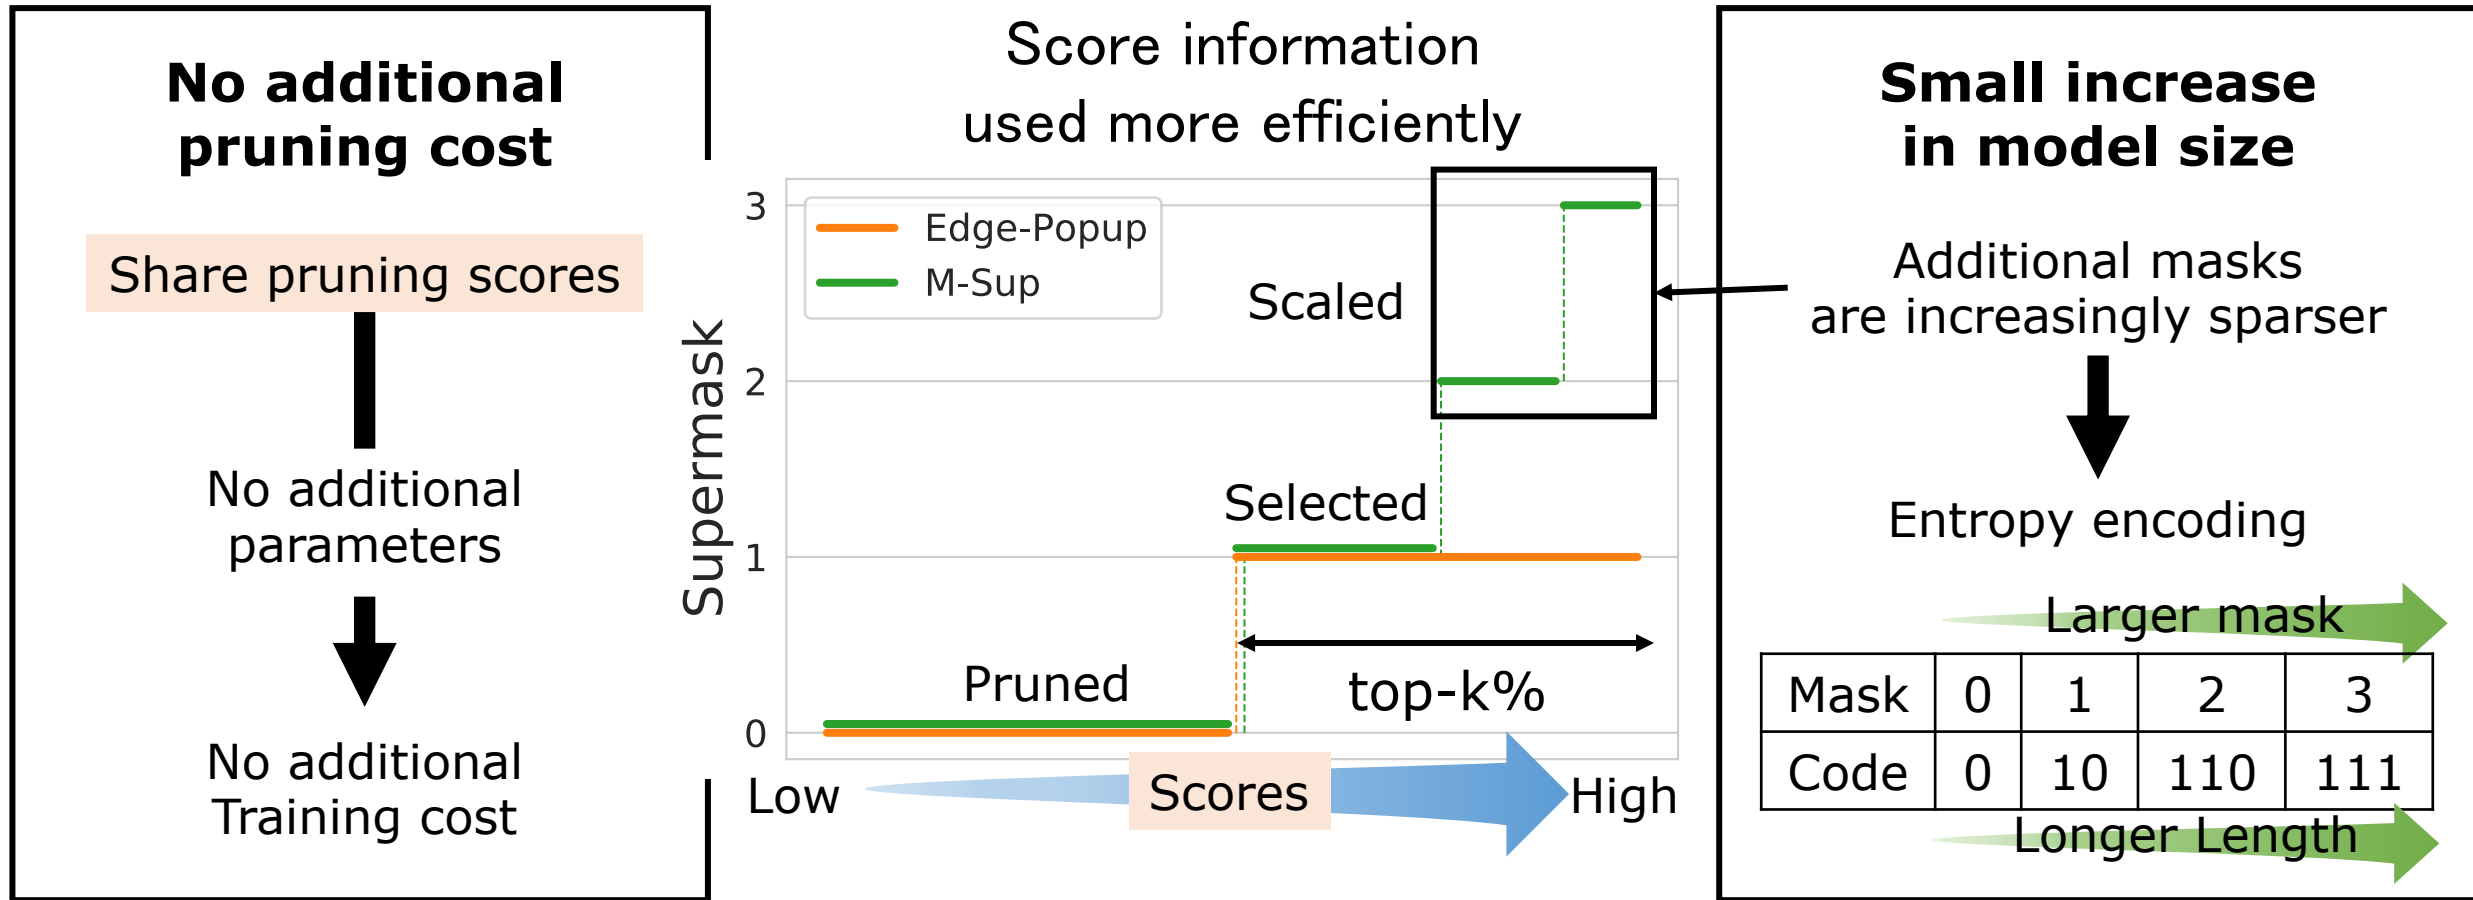 No additional
pruning cost
Share pruning scores
No additional
parameters
No additional
Training cost
Score information
used more efficiently
Edge-Popup
M-Sup
Supermask
3
2
1
0
Scaled
Selected
Pruned
top-k%
Low
Scores
High
Small increase
in model size
Additional masks
are increasingly sparser
Entropy encoding
Larger mask
Mask 0 1 2 3
Code 0 10 110 111
Longer Length